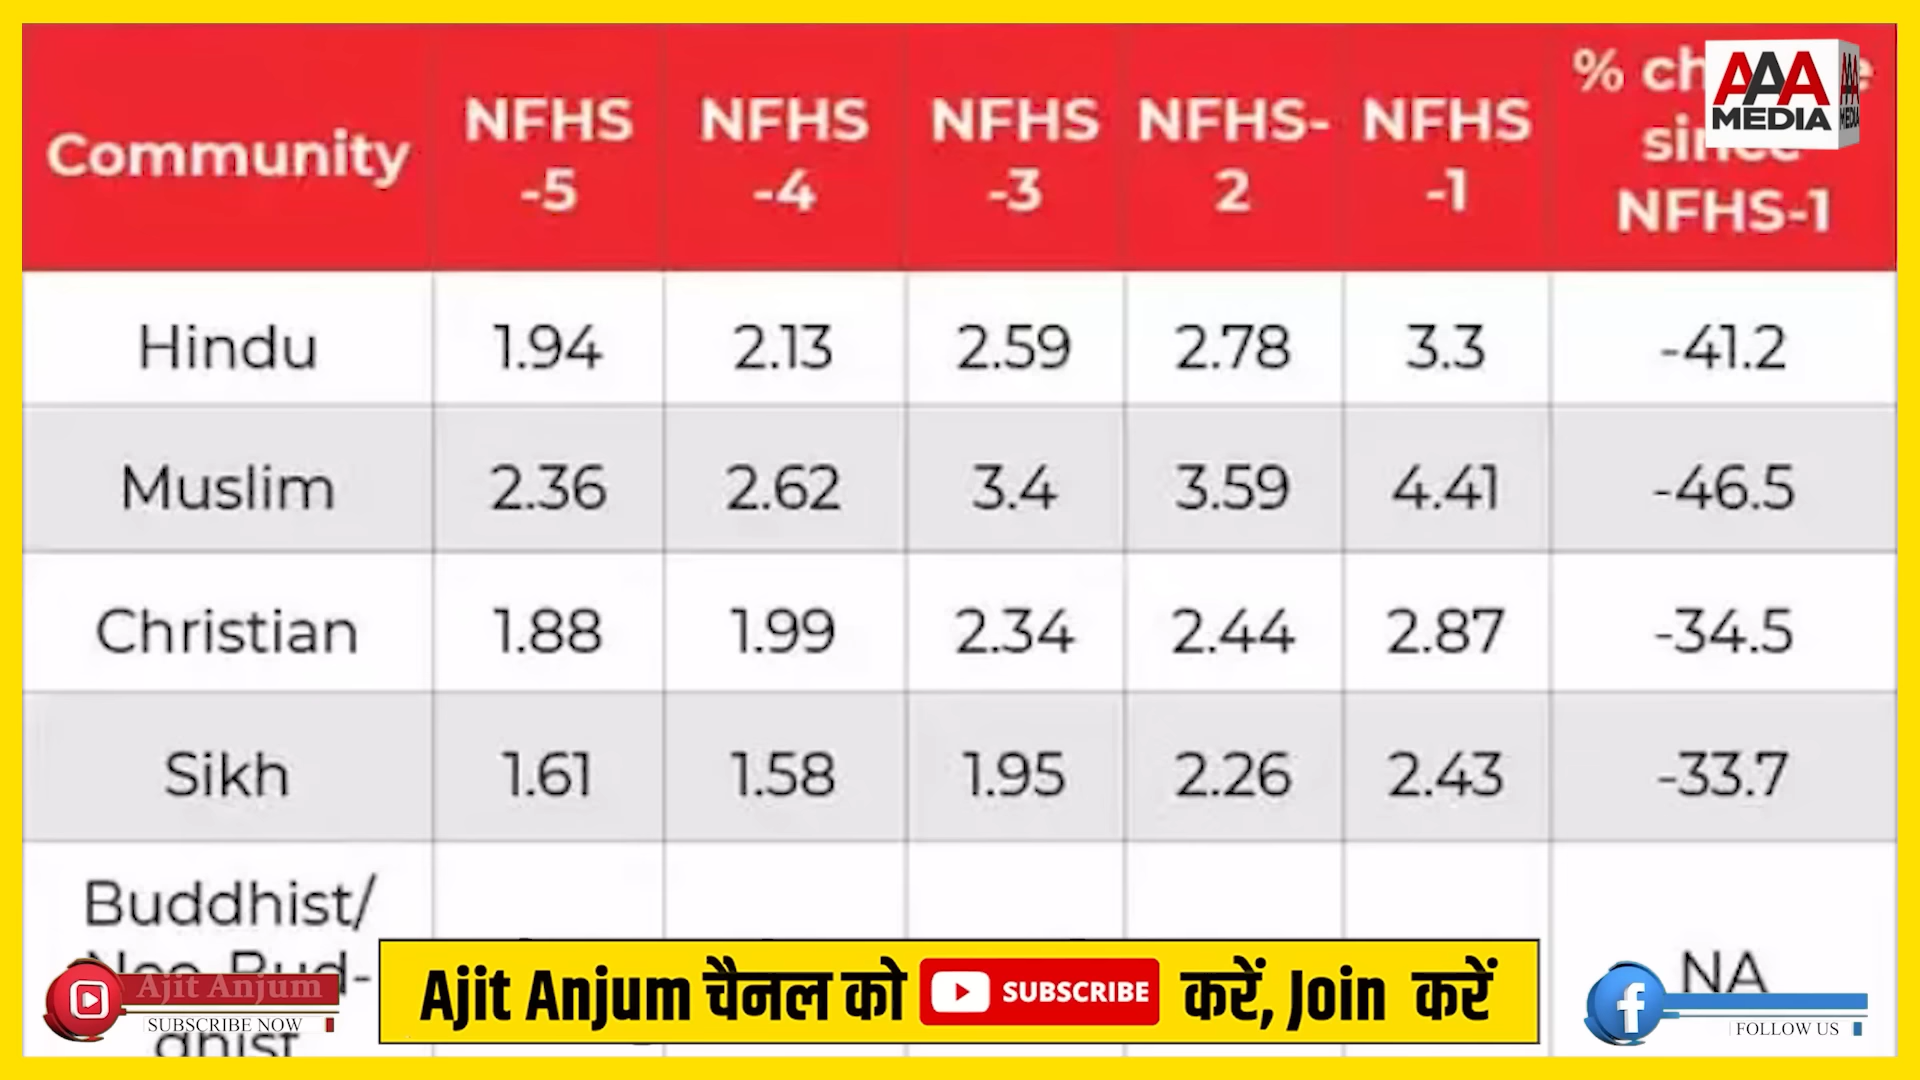 Community NFHS -5 NFHS -4 NFHS -3 NFHS- 2 NFHS -1 % since NFHS-1
AAA
MEDIA
Hindu 1.94 2.13 2.59 2.78 3.3 -41.2
Muslim 2.36 2.62 3.4 3.59 4.41 -46.5
Christian 1.88 1.99 2.34 2.44 2.87 -34.5
Sikh 1.61 1.58 1.95 2.26 2.43 -33.7
Buddhist/
NA
Ajit Anjum
SUBSCRIBE NOW
Ajit Anjum चैनल को SUBSCRIBE करें, Join करें
FOLLOW US